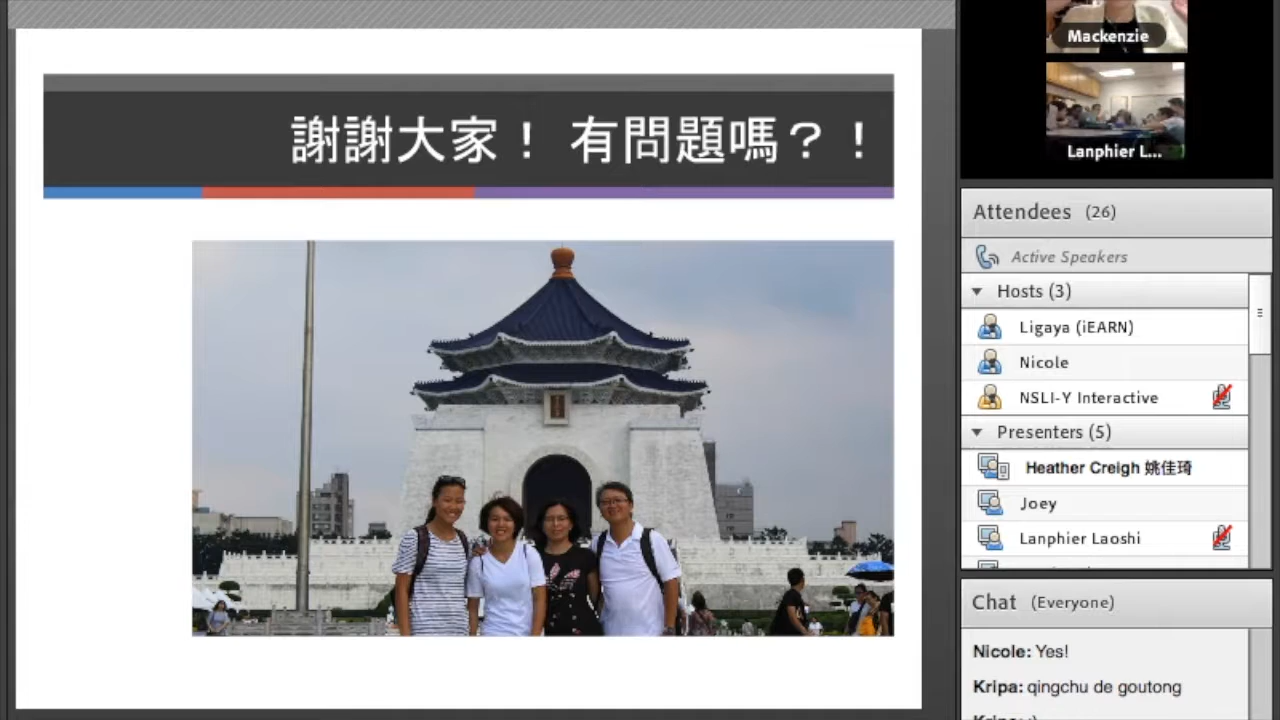 謝謝大家！ 有問題嗎？！
Mackenzie
Lanphier L...
Attendees (26)
Active Speakers
Hosts (3)
Ligaya (iEARN)
Nicole
NSLI-Y Interactive
Presenters (5)
Heather Creigh 姚佳琦
Joey
Lanphier Laoshi
Chat (Everyone)
Nicole: Yes!
Kripa: qingchu de goutong